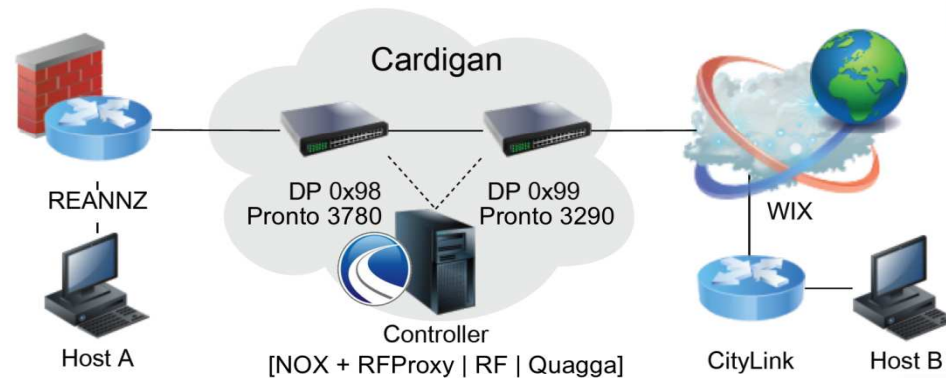 Cardigan
DP 0x98
Pronto 3780
DP 0x99
Pronto 3290
REANNZ
WIX
Host A
Controller
[NOX + RFProxy | RF | Quagga]
CityLink
Host B